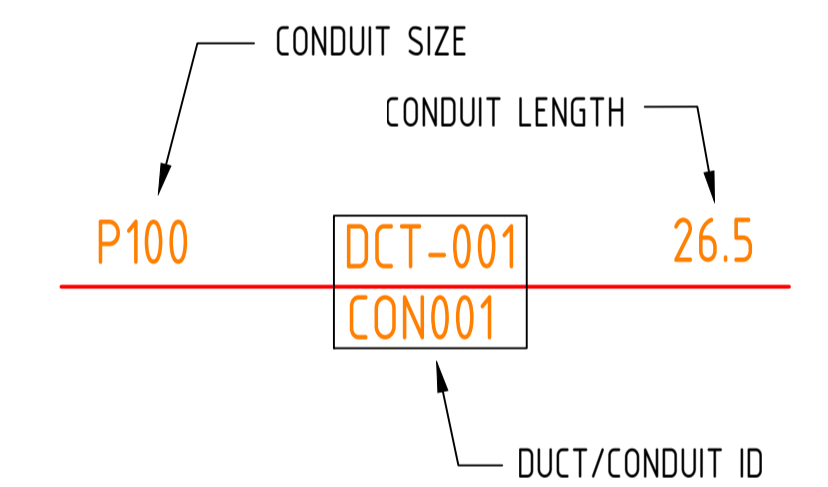 CONDUIT SIZE
CONDUIT LENGTH
P100
DCT-001
26.5
CON001
DUCT/CONDUIT ID